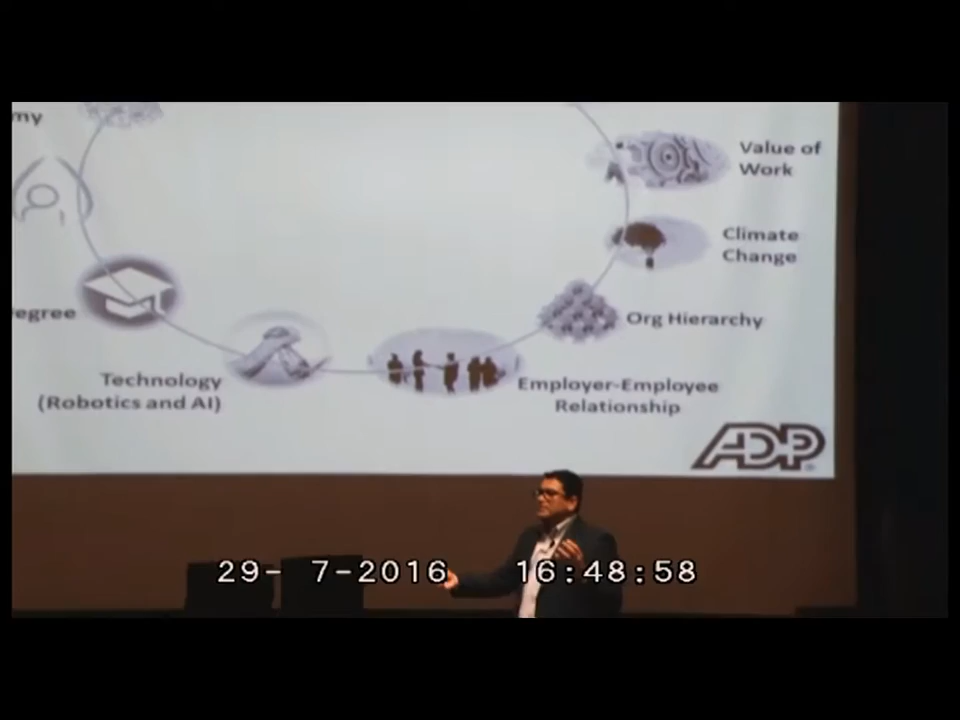 my
Value of
Work
Climate
Change
egree
Org Hierarchy
Technology
(Robotics and AI)
Employer-Employee
Relationship
ADP
29- 7-2016 16:48:58